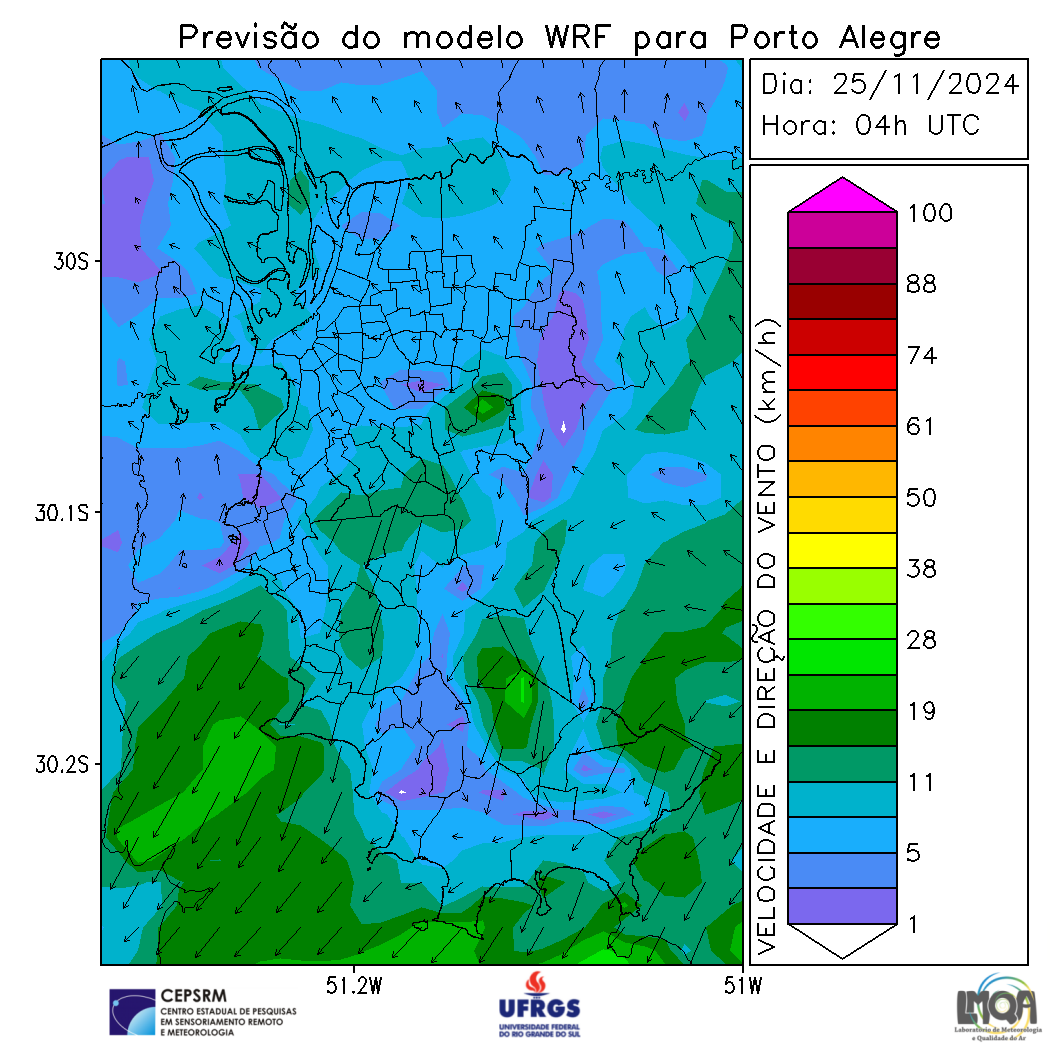 Previsão do modelo WRF para Porto Alegre
Dia: 25/11/2024
Hora: 04h UTC
30S
30.1S
30.2S
51.2W
51W
VELOCIDADE E DIREÇÃO DO VENTO (km/h)
100
88
74
61
50
38
28
19
11
5
1
CEPSRM
CENTRO ESTADUAL DE PESQUISAS
EM SENSORIAMENTO REMOTO
E METEOROLOGIA
UFRGS
UNIVERSIDADE FEDERAL
DO RIO GRANDE DO SUL
LMQA
Laboratório de Meteorologia
e Qualidade do Ar